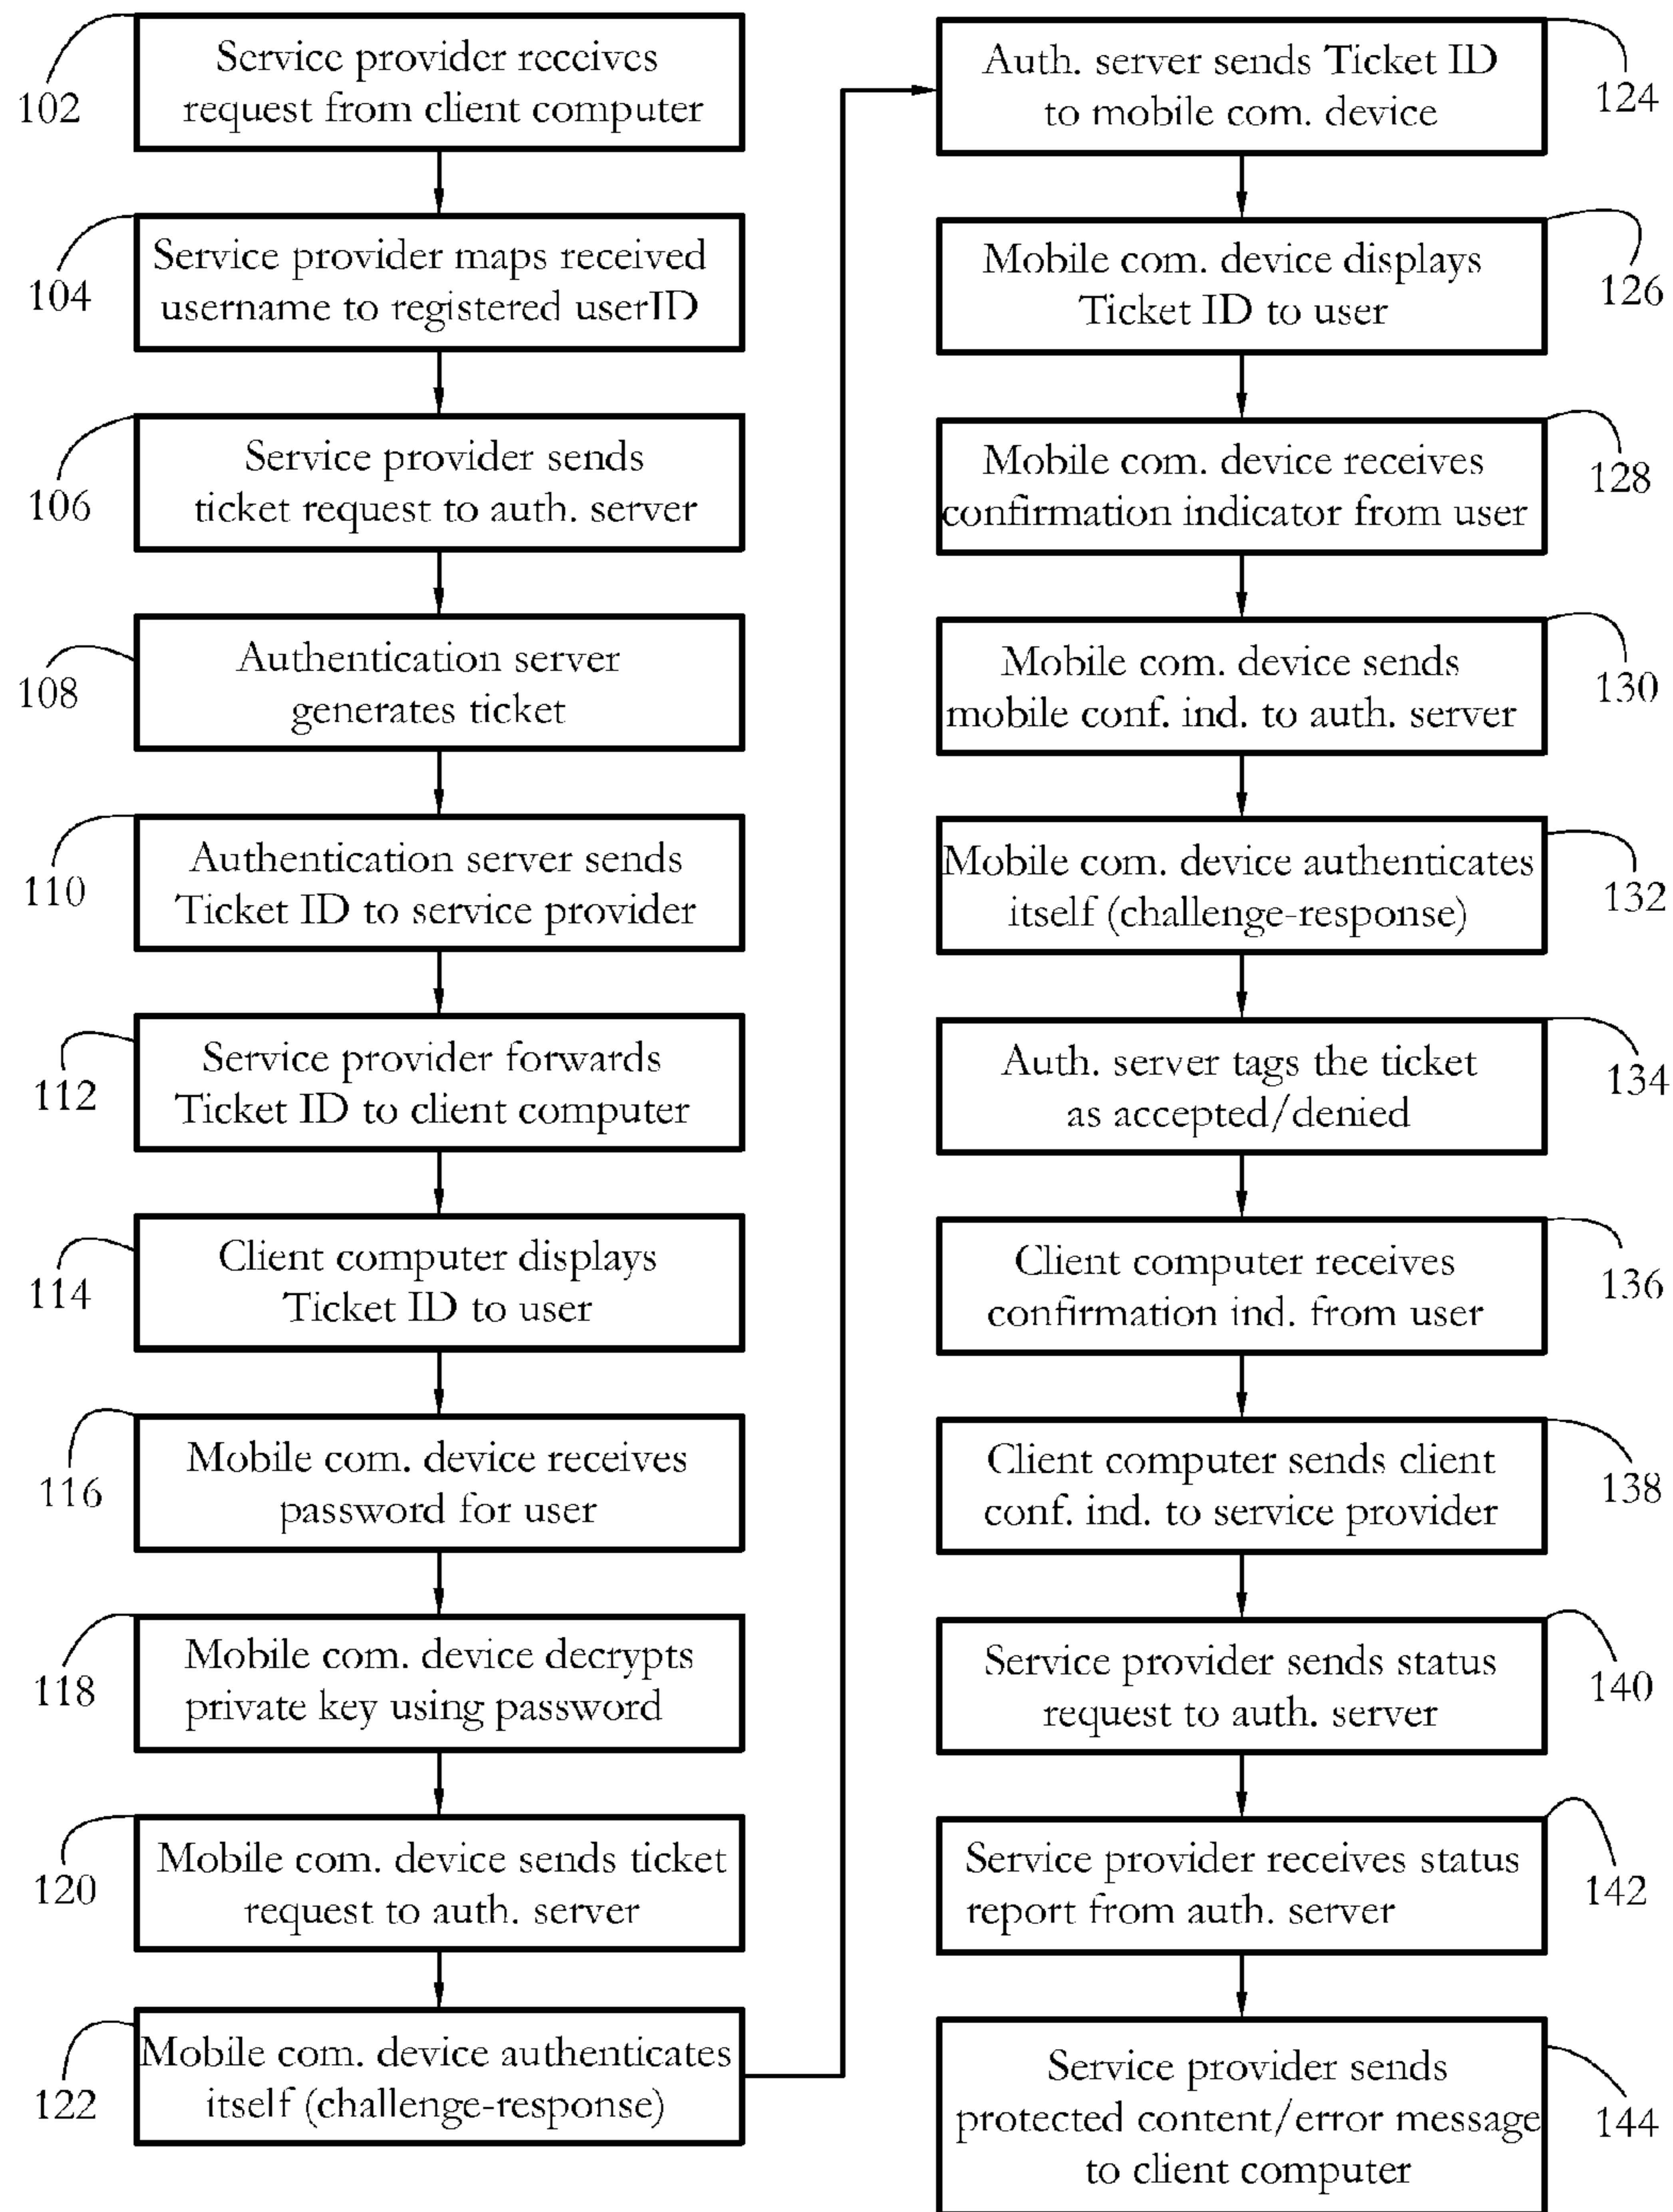 102
Service provider receives
request from client computer
104
Service provider maps received
username to registered userID
106
Service provider sends
ticket request to auth. server
108
Authentication server
generates ticket
110
Authentication server sends
Ticket ID to service provider
112
Service provider forwards
Ticket ID to client computer
114
Client computer displays
Ticket ID to user
116
Mobile com. device receives
password for user
118
Mobile com. device decrypts
private key using password
120
Mobile com. device sends ticket
request to auth. server
122
Mobile com. device authenticates
itself (challenge-response)
Auth. server sends Ticket ID
to mobile com. device
124
Mobile com. device displays
Ticket ID to user
126
Mobile com. device receives
confirmation indicator from user
128
Mobile com. device sends
mobile conf. ind. to auth. server
130
Mobile com. device authenticates
itself (challenge-response)
132
Auth. server tags the ticket
as accepted/denied
134
Client computer receives
confirmation ind. from user
136
Client computer sends client
conf. ind. to service provider
138
Service provider sends status
request to auth. server
140
Service provider receives status
report from auth. server
142
Service provider sends
protected content/error message
to client computer
144